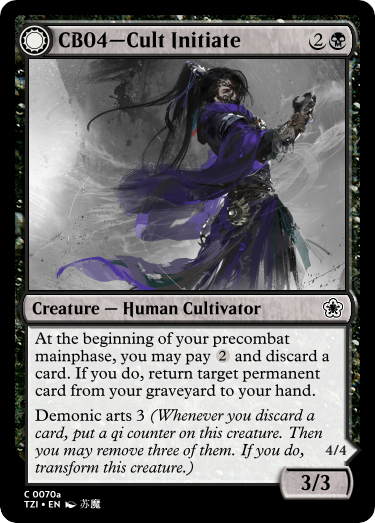 CB04—Cult Initiate 2
Creature — Human Cultivator
At the beginning of your precombat
mainphase, you may pay 2 and discard a
card. If you do, return target permanent
card from your graveyard to your hand.
Demonic arts 3 (Whenever you discard a
card, put a qi counter on this creature. Then
you may remove three of them. If you do,
transform this creature.)
4/4
3/3
C 0070a
TZI • EN 苏魔